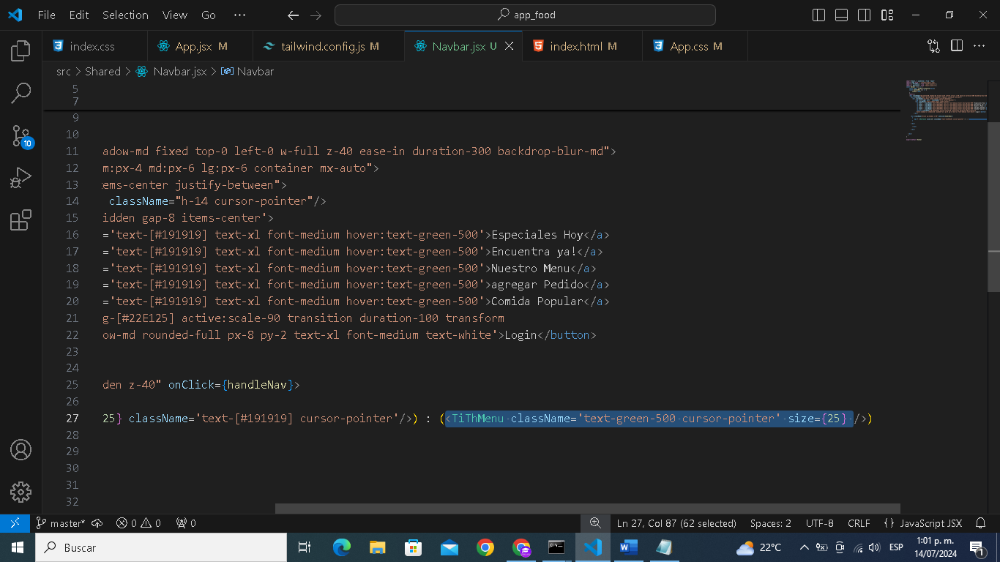 File Edit Selection View Go ··· app_food
index.css App.jsx M tailwind.config.js M Navbar.jsx U index.html M App.css M ···
src > Shared > Navbar.jsx > Navbar
5
7
9
10
11 adow-md fixed top-0 left-0 w-full z-40 ease-in duration-300 backdrop-blur-md">
12 m:px-4 md:px-6 lg:px-6 container mx-auto">
13 ems-center justify-between">
14 className="h-14 cursor-pointer"/>
15 idden gap-8 items-center'>
16 ='text-[#191919] text-xl font-medium hover:text-green-500'>Especiales Hoy</a>
17 ='text-[#191919] text-xl font-medium hover:text-green-500'>Encuentra ya!</a>
18 ='text-[#191919] text-xl font-medium hover:text-green-500'>Nuestro Menu</a>
19 ='text-[#191919] text-xl font-medium hover:text-green-500'>agregar Pedido</a>
20 ='text-[#191919] text-xl font-medium hover:text-green-500'>Comida Popular</a>
21 g-[#22E125] active:scale-90 transition duration-100 transform
22 ow-md rounded-full px-8 py-2 text-xl font-medium text-white'>Login</button>
23
24
25 den z-40" onClick={handleNav}>
26
27 25} className='text-[#191919] cursor-pointer'/>) : (<TiThMenu className='text-green-500 cursor-pointer' size={25} />)
28
29
30
31
32
10
master* 0 0 0 Ln 27, Col 87 (62 selected) Spaces: 2 UTF-8 CRLF {} JavaScript JSX
Buscar 22°C ESP 1:01 p. m.
14/07/2024 1